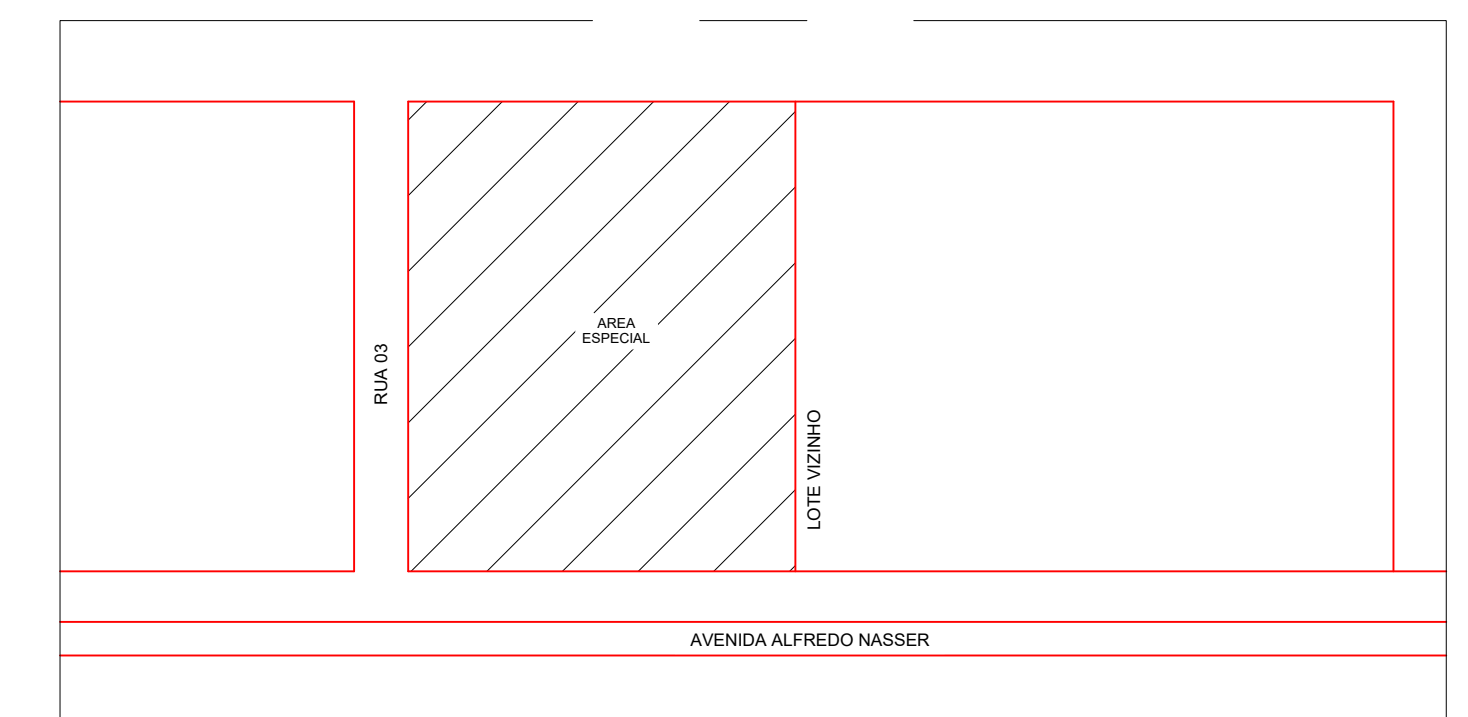 AREA
ESPECIAL
RUA 03
LOTE VIZINHO
AVENIDA ALFREDO NASSER